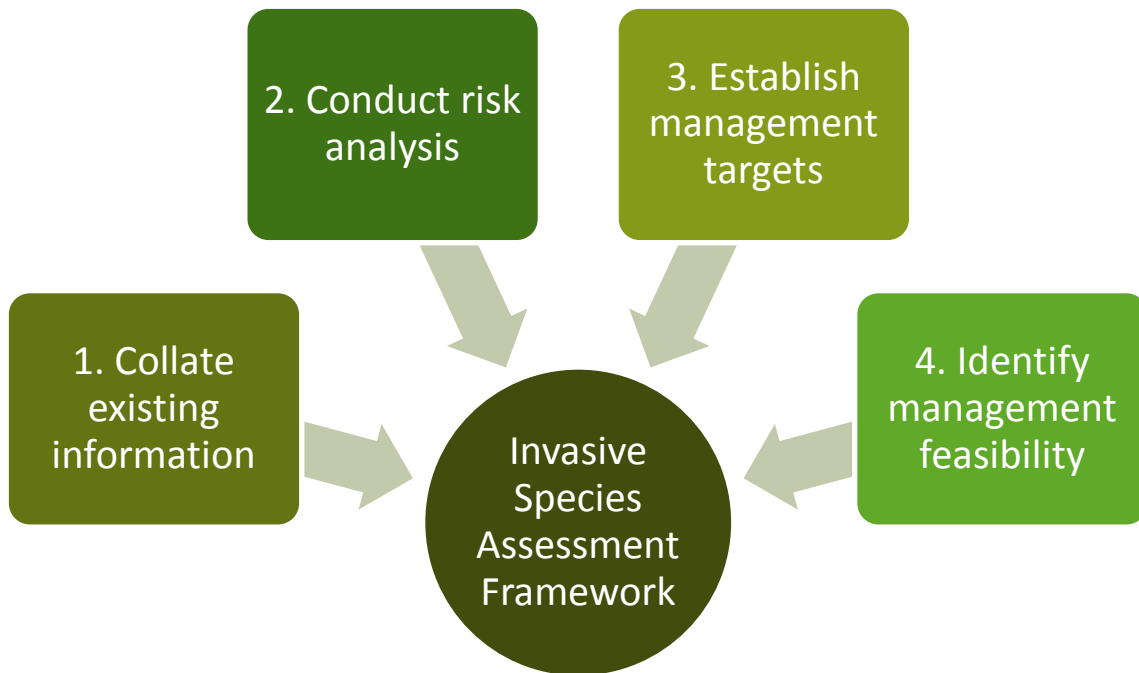 1. Collate
existing
information
2. Conduct risk
analysis
3. Establish
management
targets
4. Identify
management
feasibility
Invasive
Species
Assessment
Framework